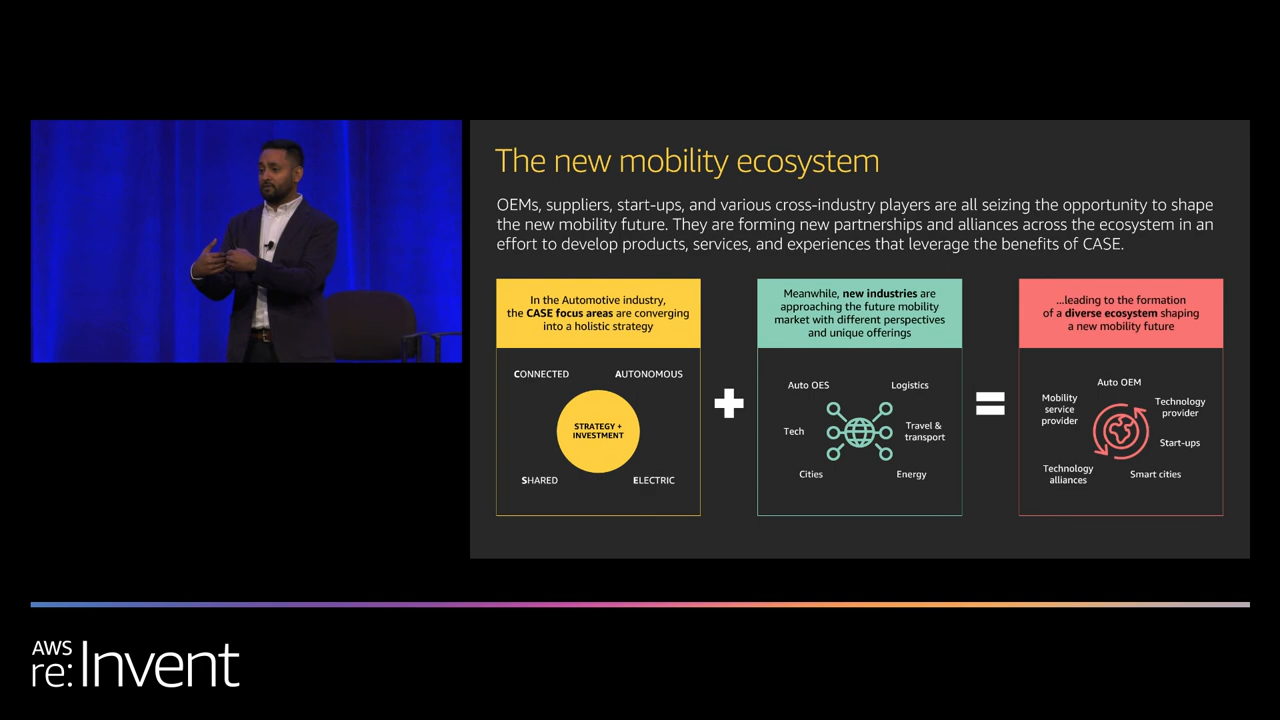 The new mobility ecosystem
OEMs, suppliers, start-ups, and various cross-industry players are all seizing the opportunity to shape
the new mobility future. They are forming new partnerships and alliances across the ecosystem in an
effort to develop products, services, and experiences that leverage the benefits of CASE.
In the Automotive industry,
the CASE focus areas are converging
into a holistic strategy
CONNECTED
AUTONOMOUS
STRATEGY +
INVESTMENT
SHARED
ELECTRIC
Meanwhile, new industries are
approaching the future mobility
market with different perspectives
and unique offerings
Auto OES
Logistics
Tech
Travel &
transport
Cities
Energy
...leading to the formation
of a diverse ecosystem shaping
a new mobility future
Auto OEM
Mobility
service
provider
Technology
provider
Start-ups
Technology
alliances
Smart cities
AWS
re:Invent